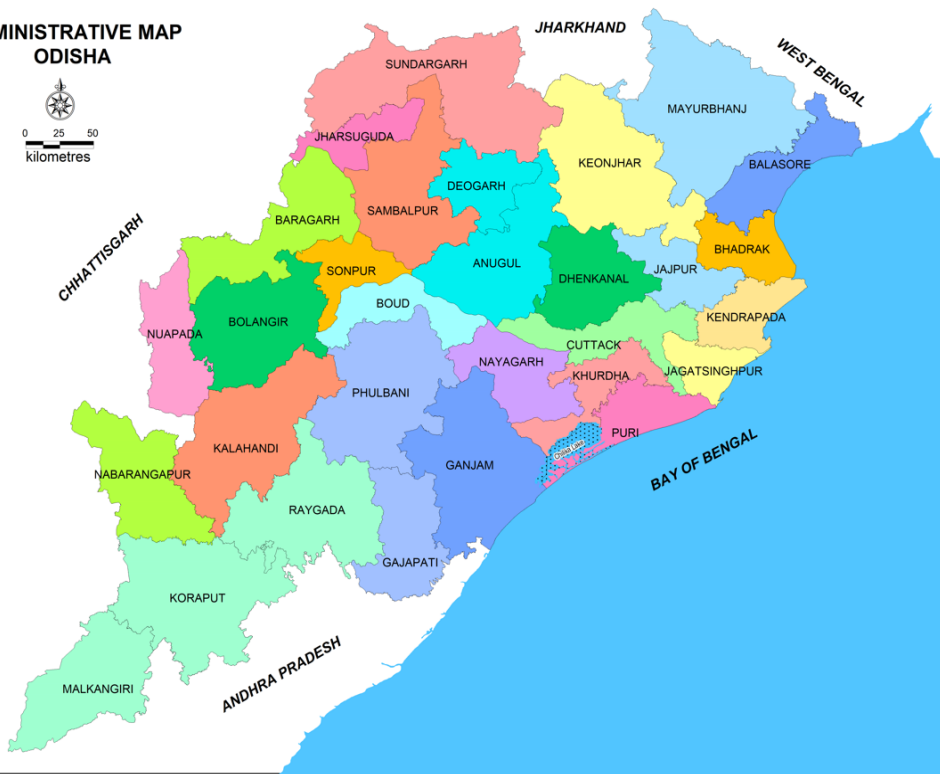 MINISTRATIVE MAP
ODISHA
0 25 50
kilometres
JHARKHAND
WEST BENGAL
CHHATTISGARH
BAY OF BENGAL
ANDHRA PRADESH
SUNDARGARH
MAYURBHANJ
JHARSUGUDA
KEONJHAR
BALASORE
DEOGARH
SAMBALPUR
BARAGARH
BHADRAK
ANUGUL
SONPUR
JAJPUR
DHENKANAL
BOUD
KENDRAPADA
BOLANGIR
NUAPADA
CUTTACK
NAYAGARH
JAGATSINGHPUR
KHURDHA
PHULBANI
PURI
KALAHANDI
Chilika Lake
GANJAM
NABARANGAPUR
RAYGADA
GAJAPATI
KORAPUT
MALKANGIRI